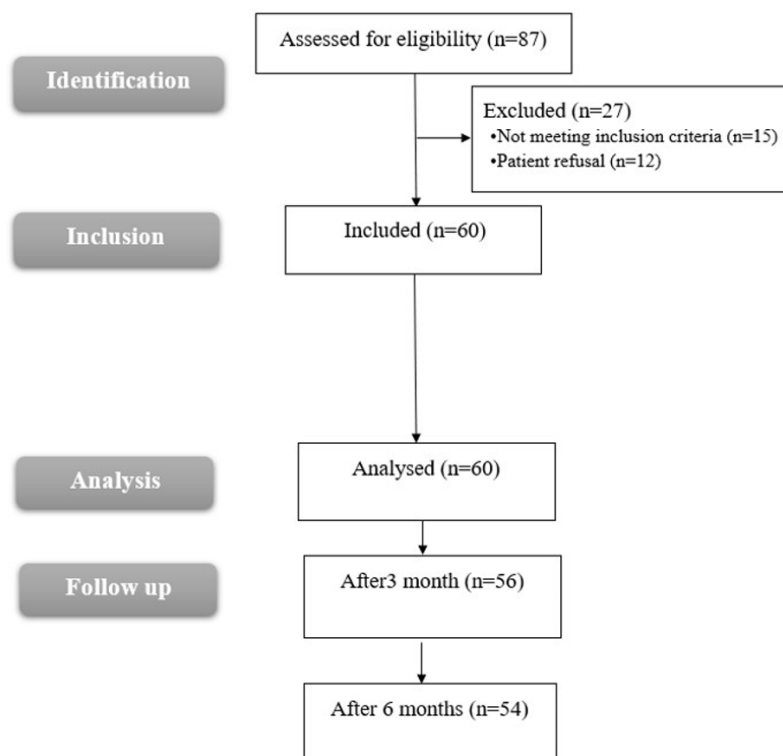 Assessed for eligibility (n=87)
Identification
Excluded (n=27)
•Not meeting inclusion criteria (n=15)
•Patient refusal (n=12)
Inclusion
Included (n=60)
Analysis
Analysed (n=60)
Follow up
After3 month (n=56)
After 6 months (n=54)